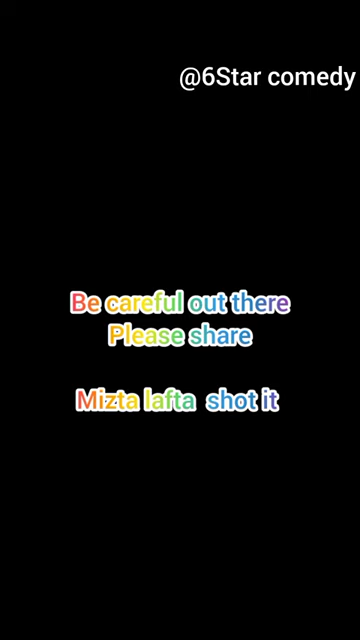 @6Star comedy
Be careful out there
Please share
Mizta lafta  shot it